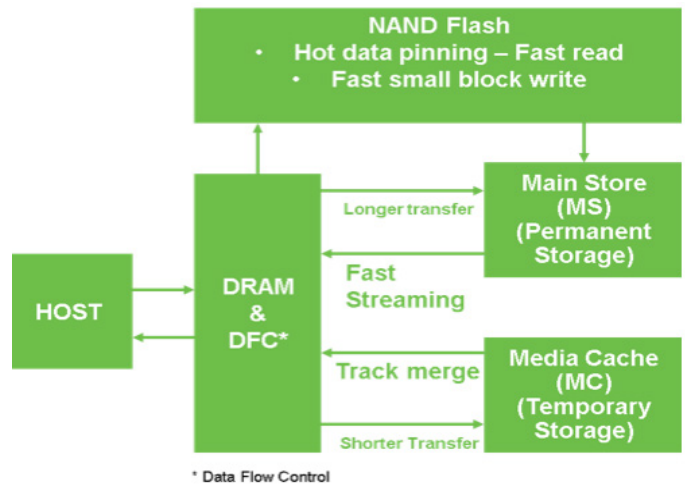 NAND Flash
• Hot data pinning – Fast read
• Fast small block write
Longer transfer
Main Store
(MS)
(Permanent
Storage)
Fast
Streaming
HOST
DRAM
&
DFC*
Track merge
Media Cache
(MC)
(Temporary
Storage)
Shorter Transfer
* Data Flow Control